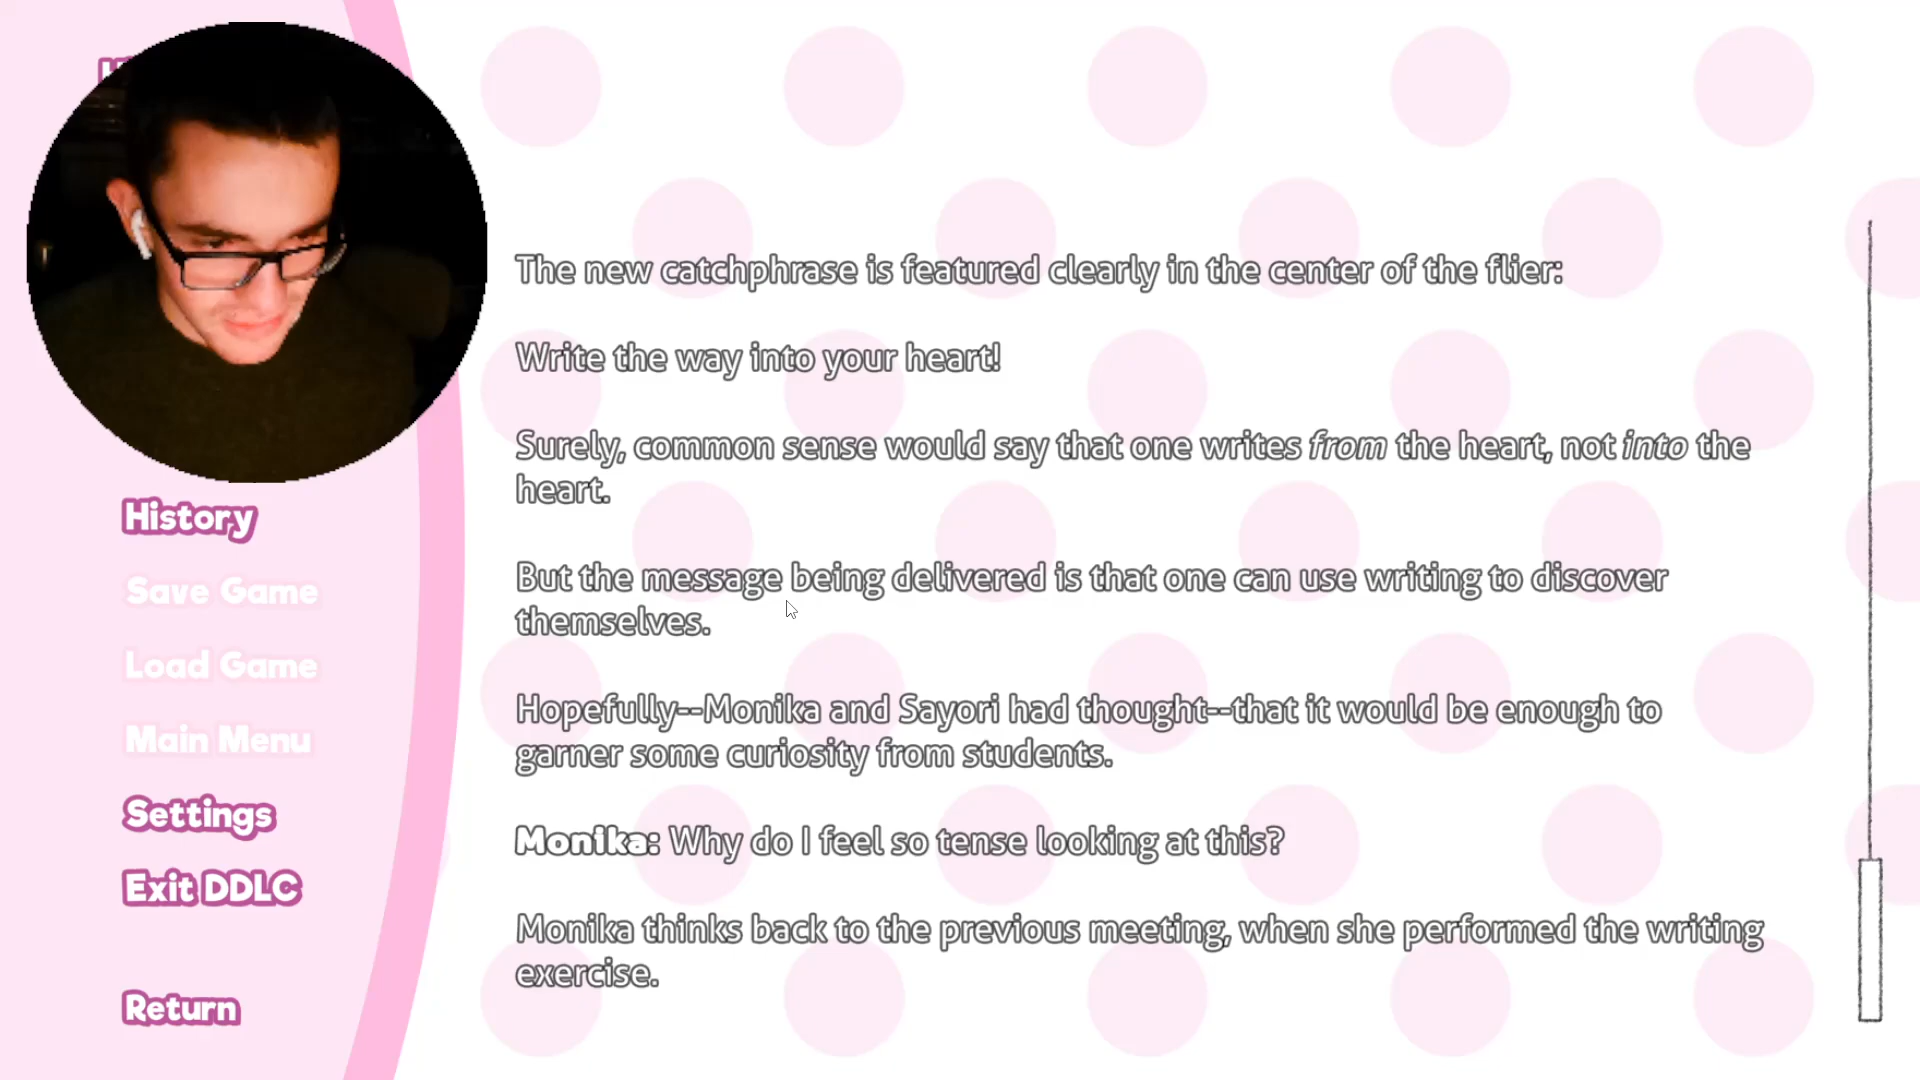 The new catchphrase is featured clearly in the center of the flier:
Write the way into your heart!
Surely, common sense would say that one writes from the heart, not into the
heart.
But the message being delivered is that one can use writing to discover
themselves.
Hopefully--Monika and Sayori had thought--that it would be enough to
garner some curiosity from students.
Monika: Why do I feel so tense looking at this?
Monika thinks back to the previous meeting, when she performed the writing
exercise.
History
Save Game
Load Game
Main Menu
Settings
Exit DDLC
Return